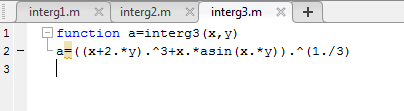 interg1.m × interg2.m × interg3.m ×
1 function a=interg3(x,y)
2 – a=((x+2.*y).^3+x.*asin(x.*y)).^(1./3)
3